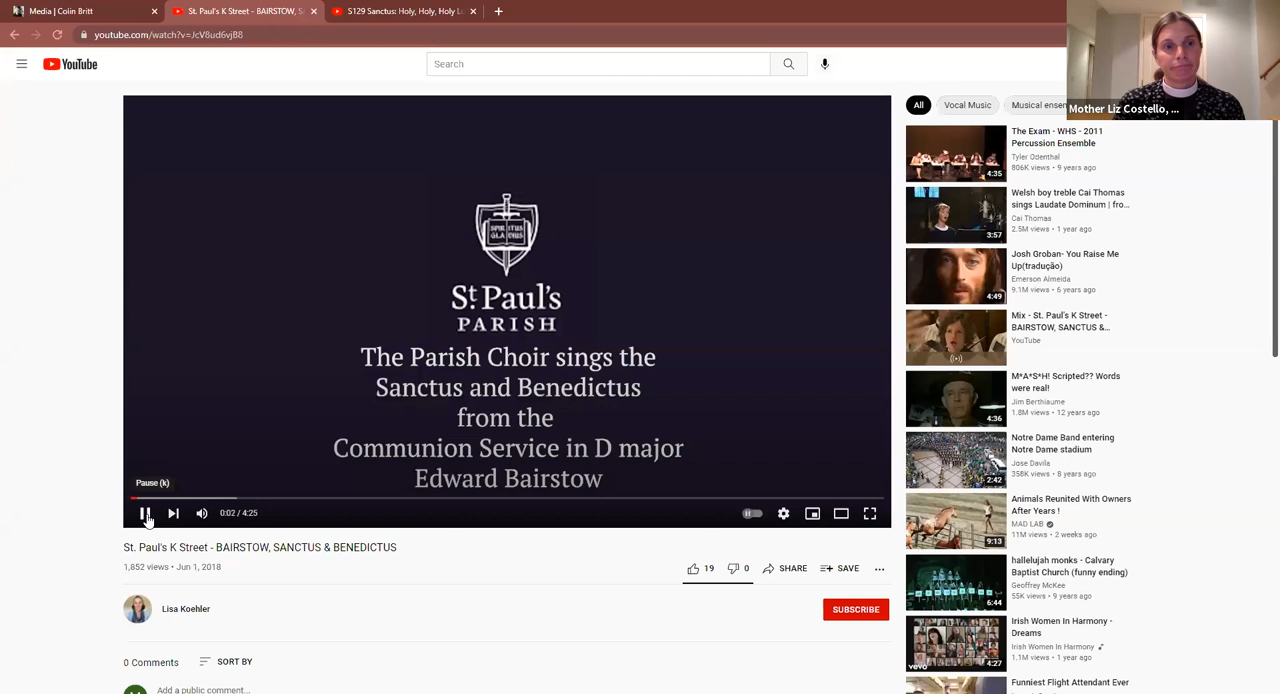 Media | Colin Britt
St. Paul's K Street - BAIRSTOW, S
S129 Sanctus: Holy, Holy, Holy L
youtube.com/watch?v=JcV8ud6vjB8
YouTube
Search
Mother Liz Costello, ...
All
Vocal Music
Musical ensem
St. Paul's
PARISH
The Parish Choir sings the
Sanctus and Benedictus
from the
Communion Service in D major
Edward Bairstow
Pause (k)
0:02 / 4:25
St. Paul's K Street - BAIRSTOW, SANCTUS & BENEDICTUS
1,852 views • Jun 1, 2018
19
0
SHARE
SAVE
Lisa Koehler
SUBSCRIBE
0 Comments
SORT BY
Add a public comment...
The Exam - WHS - 2011
Percussion Ensemble
Tyler Odenthal
806K views • 9 years ago
4:35
Welsh boy treble Cai Thomas
sings Laudate Dominum | fro...
Cai Thomas
2.5M views • 1 year ago
3:57
Josh Groban- You Raise Me
Up(tradução)
Emerson Almeida
9.1M views • 6 years ago
4:49
Mix - St. Paul's K Street -
BAIRSTOW, SANCTUS &...
YouTube
M*A*S*H! Scripted?? Words
were real!
Jim Berthiaume
1.8M views • 12 years ago
4:36
Notre Dame Band entering
Notre Dame stadium
Jose Davila
358K views • 8 years ago
2:42
Animals Reunited With Owners
After Years !
MAD LAB
11M views • 2 weeks ago
9:13
hallelujah monks - Calvary
Baptist Church (funny ending)
Geoffrey McKee
55K views • 9 years ago
6:44
Irish Women In Harmony -
Dreams
Irish Women In Harmony
1.1M views • 1 year ago
4:27
vevo
Funniest Flight Attendant Ever